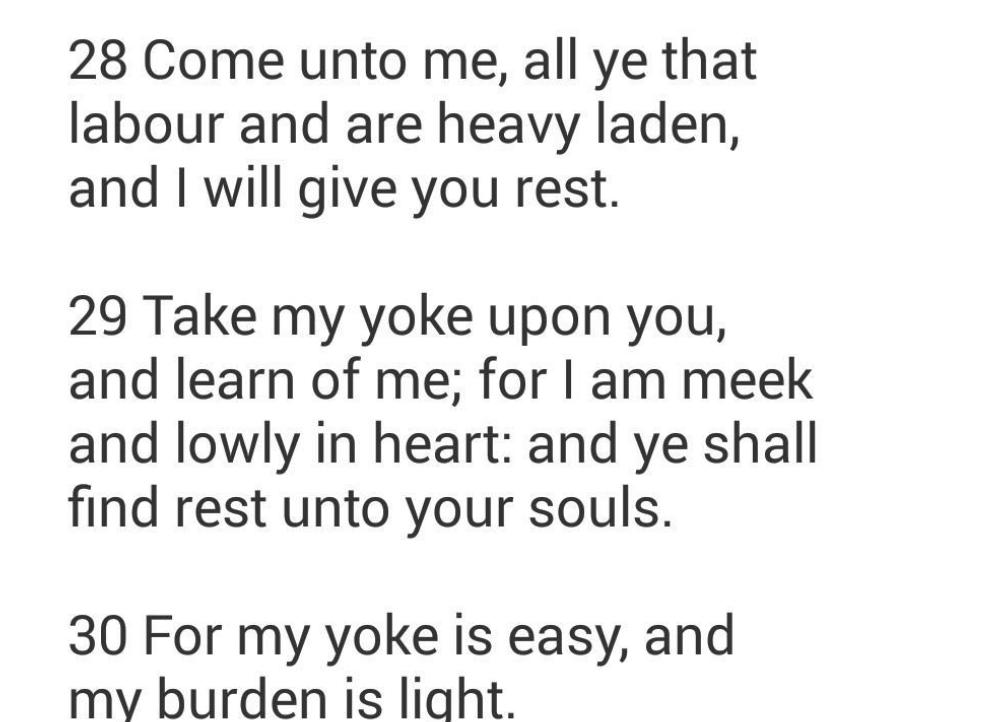 28 Come unto me, all ye that
labour and are heavy laden,
and I will give you rest.
29 Take my yoke upon you,
and learn of me; for I am meek
and lowly in heart: and ye shall
find rest unto your souls.
30 For my yoke is easy, and
my burden is light.